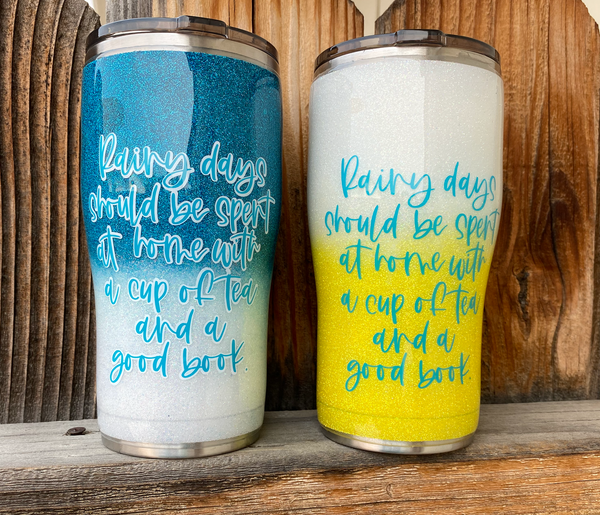 Rainy days
should be spent
at home with
a cup of tea
and a
good book.
Rainy days
should be spent
at home with
a cup of tea
and a
good book.